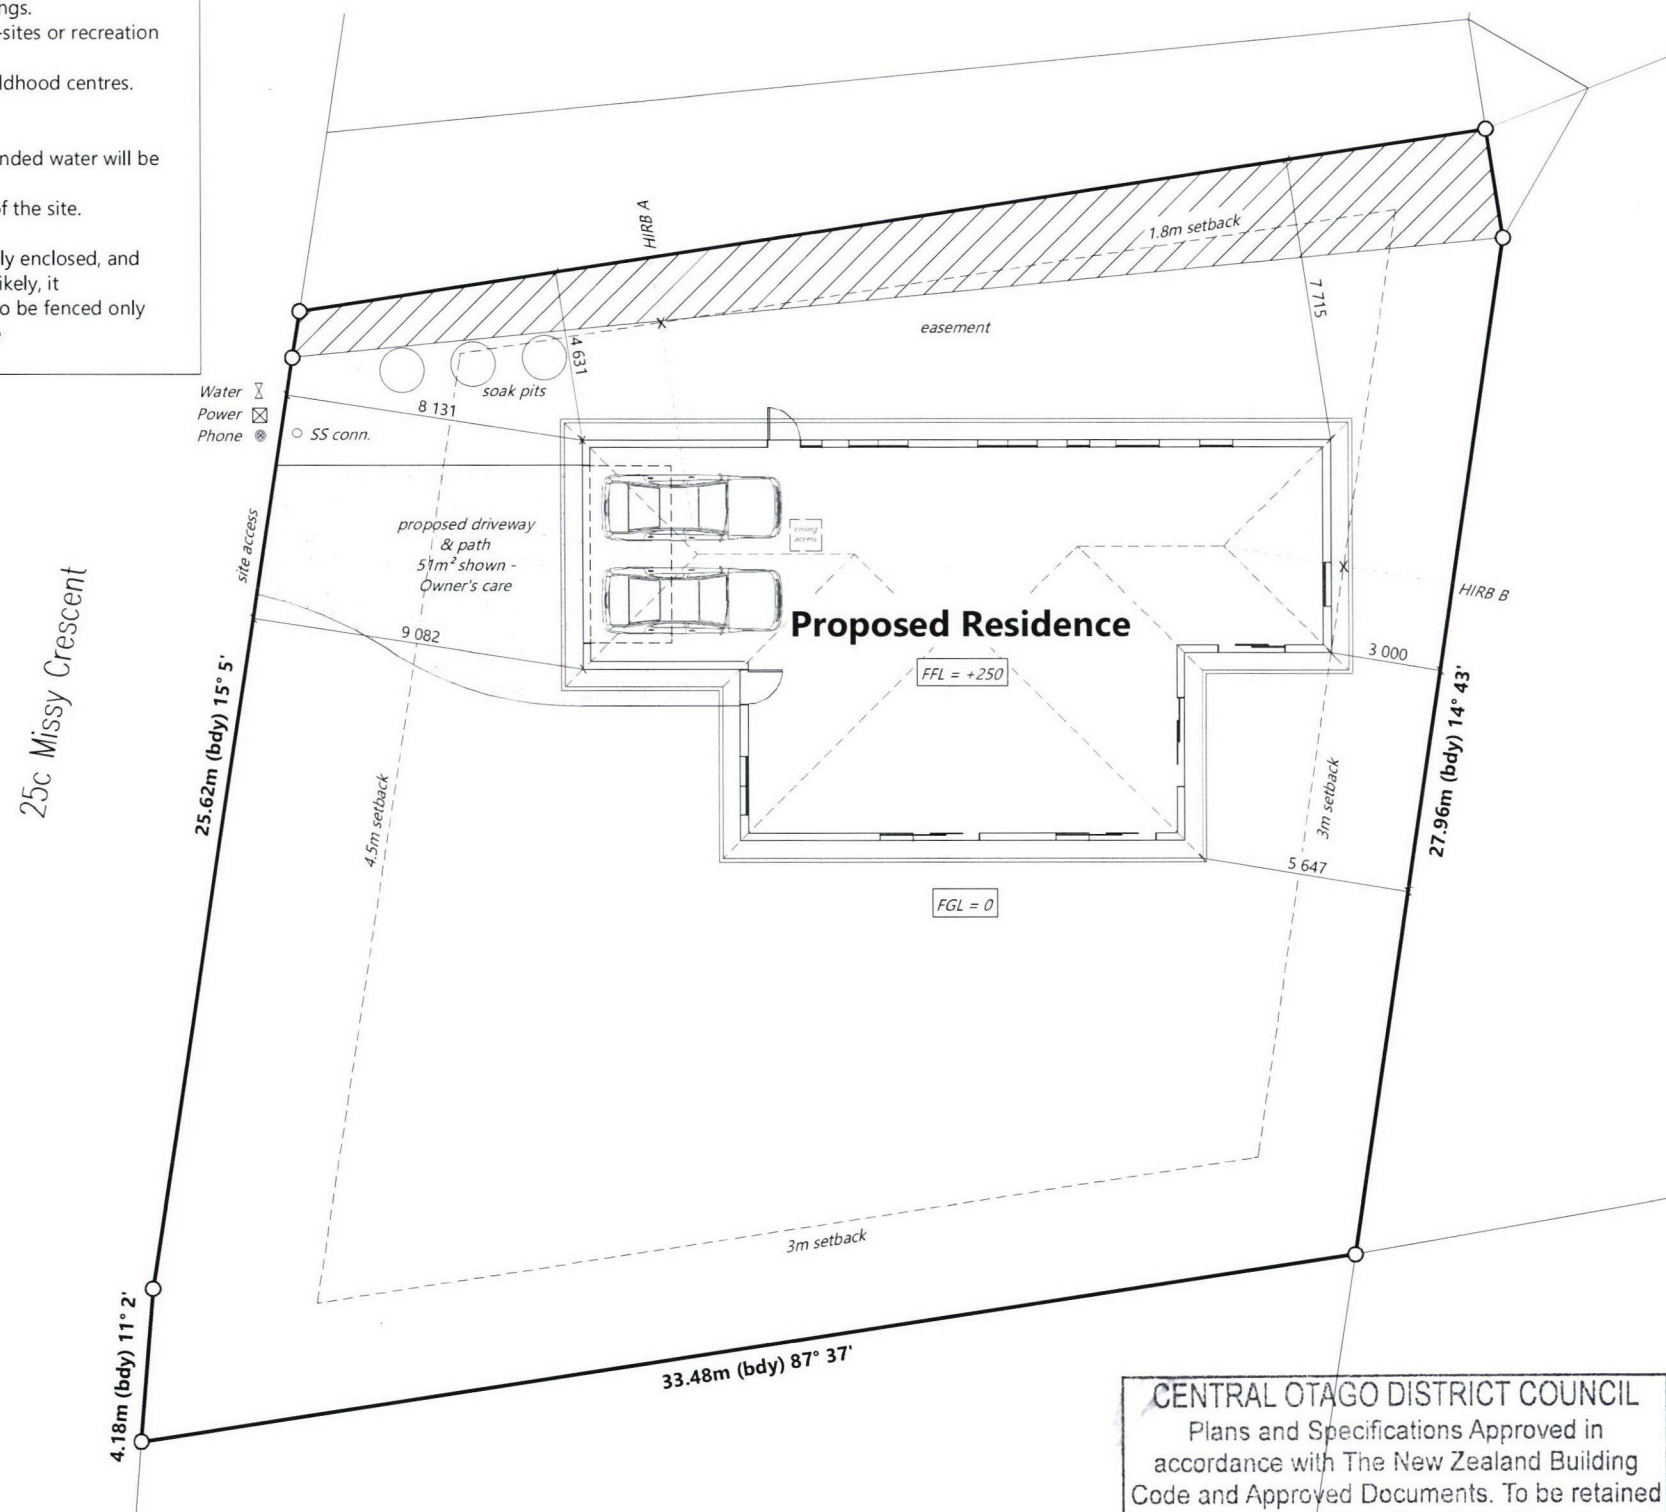 ngs.
-sites or recreation
ldhood centres.
nded water will be
of the site.
ly enclosed, and
ikely, it
o be fenced only
HIRB A
1.8m setback
7 715
easement
4 631
soak pits
Water
Power
Phone
8 131
SS conn.
site access
proposed driveway
& path
51m² shown -
Owner's care
9 082
ceiling
access
Proposed Residence
FFL = +250
HIRB B
3 000
25c Missy Crescent
25.62m (bdy) 15° 5'
4.5m setback
3m setback
27.96m (bdy) 14° 43'
5 647
FGL = 0
3m setback
4.18m (bdy) 11° 2'
33.48m (bdy) 87° 37'
CENTRAL OTAGO DISTRICT COUNCIL
Plans and Specifications Approved in
accordance with The New Zealand Building
Code and Approved Documents. To be retained